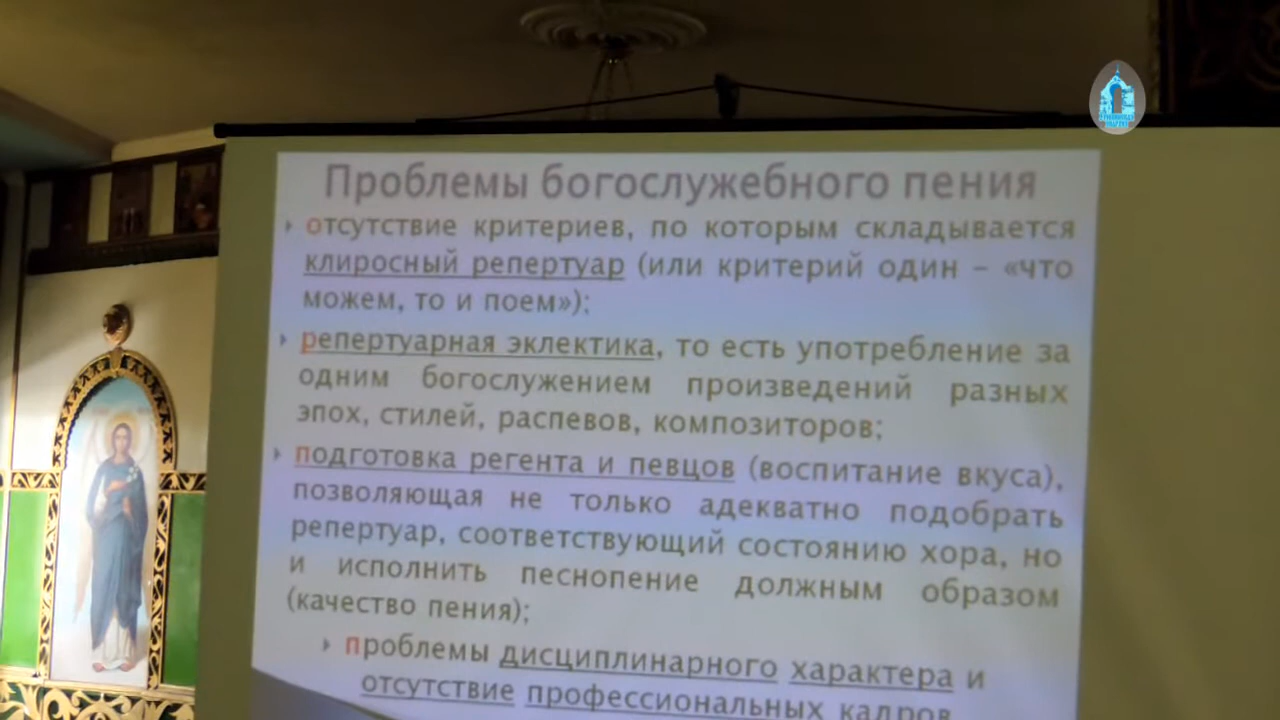 Проблемы богослужебного пения
отсутствие критериев, по которым складывается
клиросный репертуар (или критерий один – «что
можем, то и поем»);
репертуарная эклектика, то есть употребление за
одним богослужением произведений разных
эпох, стилей, распевов, композиторов;
подготовка регента и певцов (воспитание вкуса),
позволяющая не только адекватно подобрать
репертуар, соответствующий состоянию хора, но
и исполнить песнопение должным образом
(качество пения);
проблемы дисциплинарного характера и
отсутствие профессиональных кадров